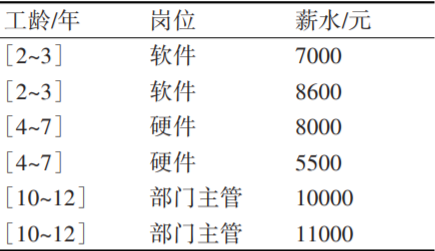 工龄/年 岗位 薪水/元
[2~3] 软件 7000
[2~3] 软件 8600
[4~7] 硬件 8000
[4~7] 硬件 5500
[10~12] 部门主管 10000
[10~12] 部门主管 11000